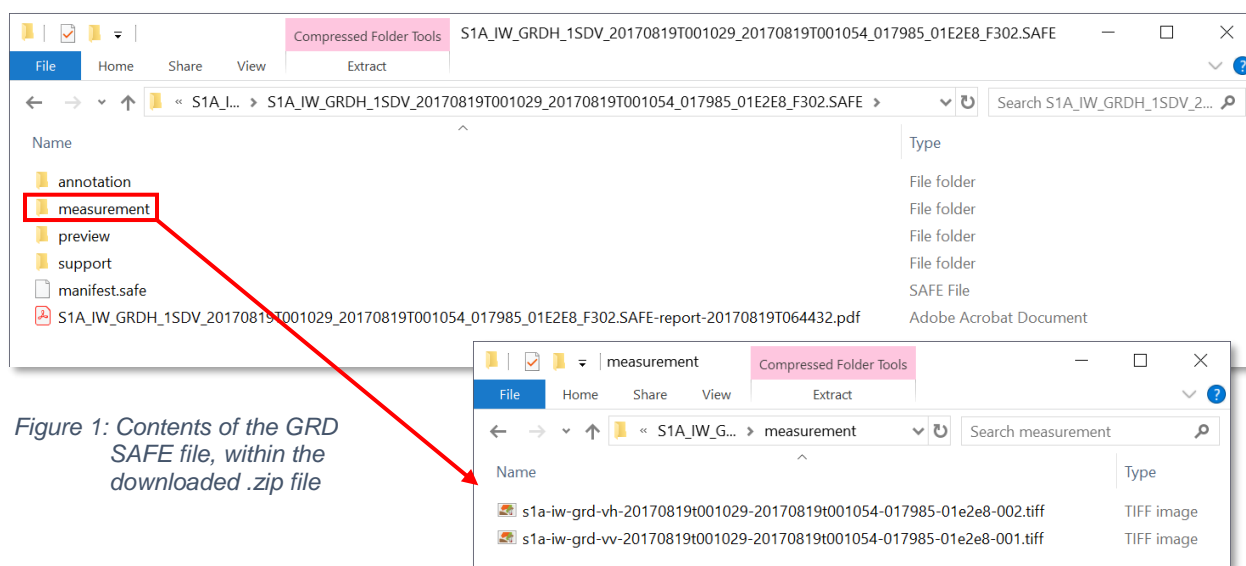 Compressed Folder Tools S1A_IW_GRDH_1SDV_20170819T001029_20170819T001054_017985_01E2E8_F302.SAFE
File Home Share View Extract
« S1A_I... > S1A_IW_GRDH_1SDV_20170819T001029_20170819T001054_017985_01E2E8_F302.SAFE > Search S1A_IW_GRDH_1SDV_2...
Name Type
annotation File folder
measurement File folder
preview File folder
support File folder
manifest.safe SAFE File
S1A_IW_GRDH_1SDV_20170819T001029_20170819T001054_017985_01E2E8_F302.SAFE-report-20170819T064432.pdf Adobe Acrobat Document
measurement Compressed Folder Tools
File Home Share View Extract
« S1A_IW_G... > measurement Search measurement
Name Type
s1a-iw-grd-vh-20170819t001029-20170819t001054-017985-01e2e8-002.tiff TIFF image
s1a-iw-grd-vv-20170819t001029-20170819t001054-017985-01e2e8-001.tiff TIFF image
Figure 1: Contents of the GRD
SAFE file, within the
downloaded .zip file